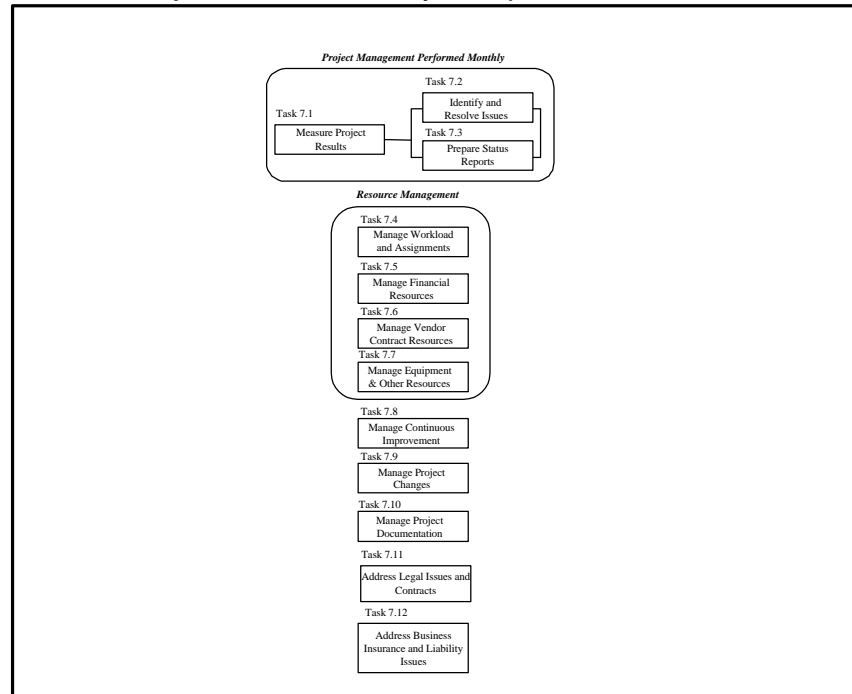 Project Management Performed Monthly
Task 7.2
Identify and
Resolve Issues
Task 7.1
Measure Project
Results
Task 7.3
Prepare Status
Reports
Resource Management
Task 7.4
Manage Workload
and Assignments
Task 7.5
Manage Financial
Resources
Task 7.6
Manage Vendor
Contract Resources
Task 7.7
Manage Equipment
& Other Resources
Task 7.8
Manage Continuous
Improvement
Task 7.9
Manage Project
Changes
Task 7.10
Manage Project
Documentation
Task 7.11
Address Legal Issues and
Contracts
Task 7.12
Address Business
Insurance and Liability
Issues